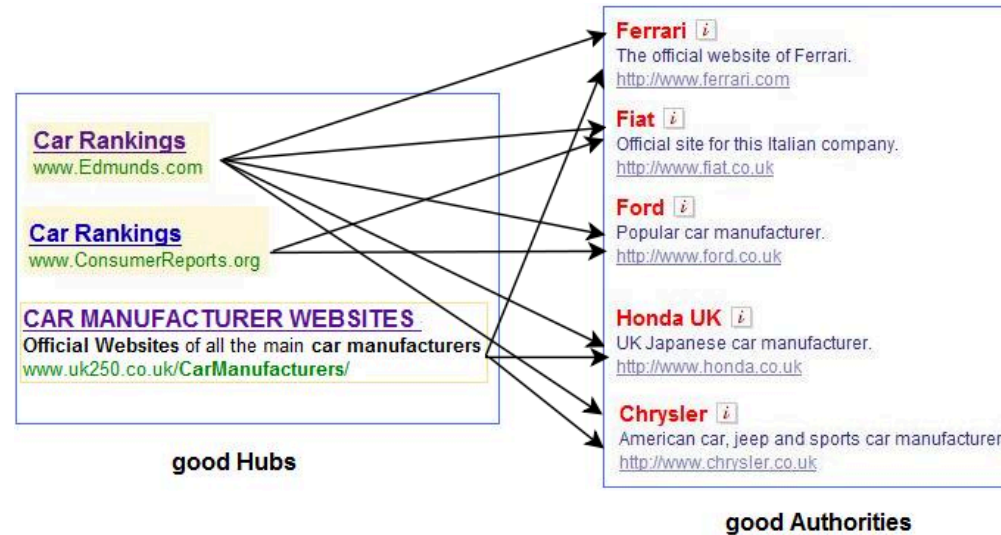 Car Rankings
www.Edmunds.com
Car Rankings
www.ConsumerReports.org
CAR MANUFACTURER WEBSITES
Official Websites of all the main car manufacturers
www.uk250.co.uk/CarManufacturers/
good Hubs
Ferrari i
The official website of Ferrari.
http://www.ferrari.com
Fiat i
Official site for this Italian company.
http://www.fiat.co.uk
Ford i
Popular car manufacturer.
http://www.ford.co.uk
Honda UK i
UK Japanese car manufacturer.
http://www.honda.co.uk
Chrysler i
American car, jeep and sports car manufacturer
http://www.chrysler.co.uk
good Authorities